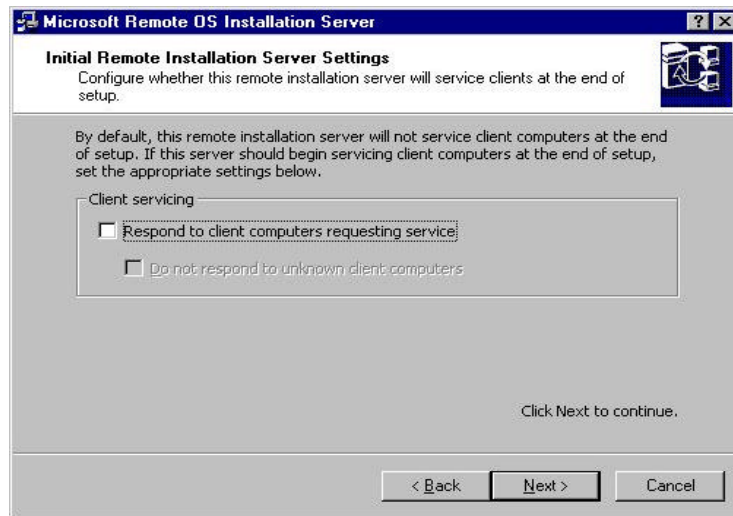 Microsoft Remote OS Installation Server
Initial Remote Installation Server Settings
Configure whether this remote installation server will service clients at the end of
setup.
By default, this remote installation server will not service client computers at the end
of setup. If this server should begin servicing client computers at the end of setup,
set the appropriate settings below.
Client servicing
Respond to client computers requesting service
Do not respond to unknown client computers
Click Next to continue.
< Back Next > Cancel